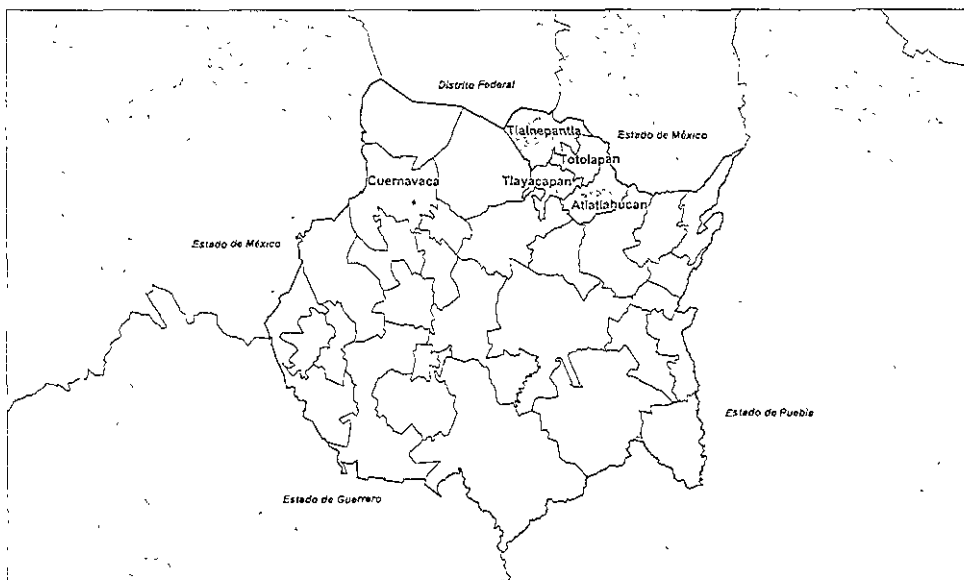 Distrito Federal
Tlalnepantla
Estado de México
Totolapan
Cuernavaca
Tlayacapan
Atlatlahucan
Estado de México
Estado de Puebla
Estado de Guerrero